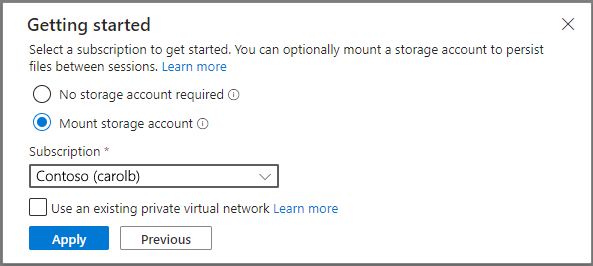 Getting started
Select a subscription to get started. You can optionally mount a storage account to persist
files between sessions. Learn more
No storage account required
Mount storage account
Subscription *
Contoso (carolb)
Use an existing private virtual network Learn more
Apply Previous